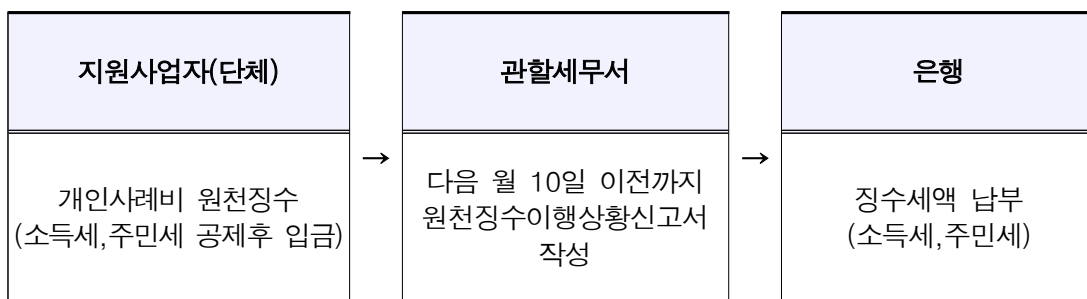 지원사업자(단체)
개인사례비 원천징수
(소득세,주민세 공제후 입금)
→
관할세무서
다음 월 10일 이전까지
원천징수이행상황신고서
작성
→
은행
징수세액 납부
(소득세,주민세)